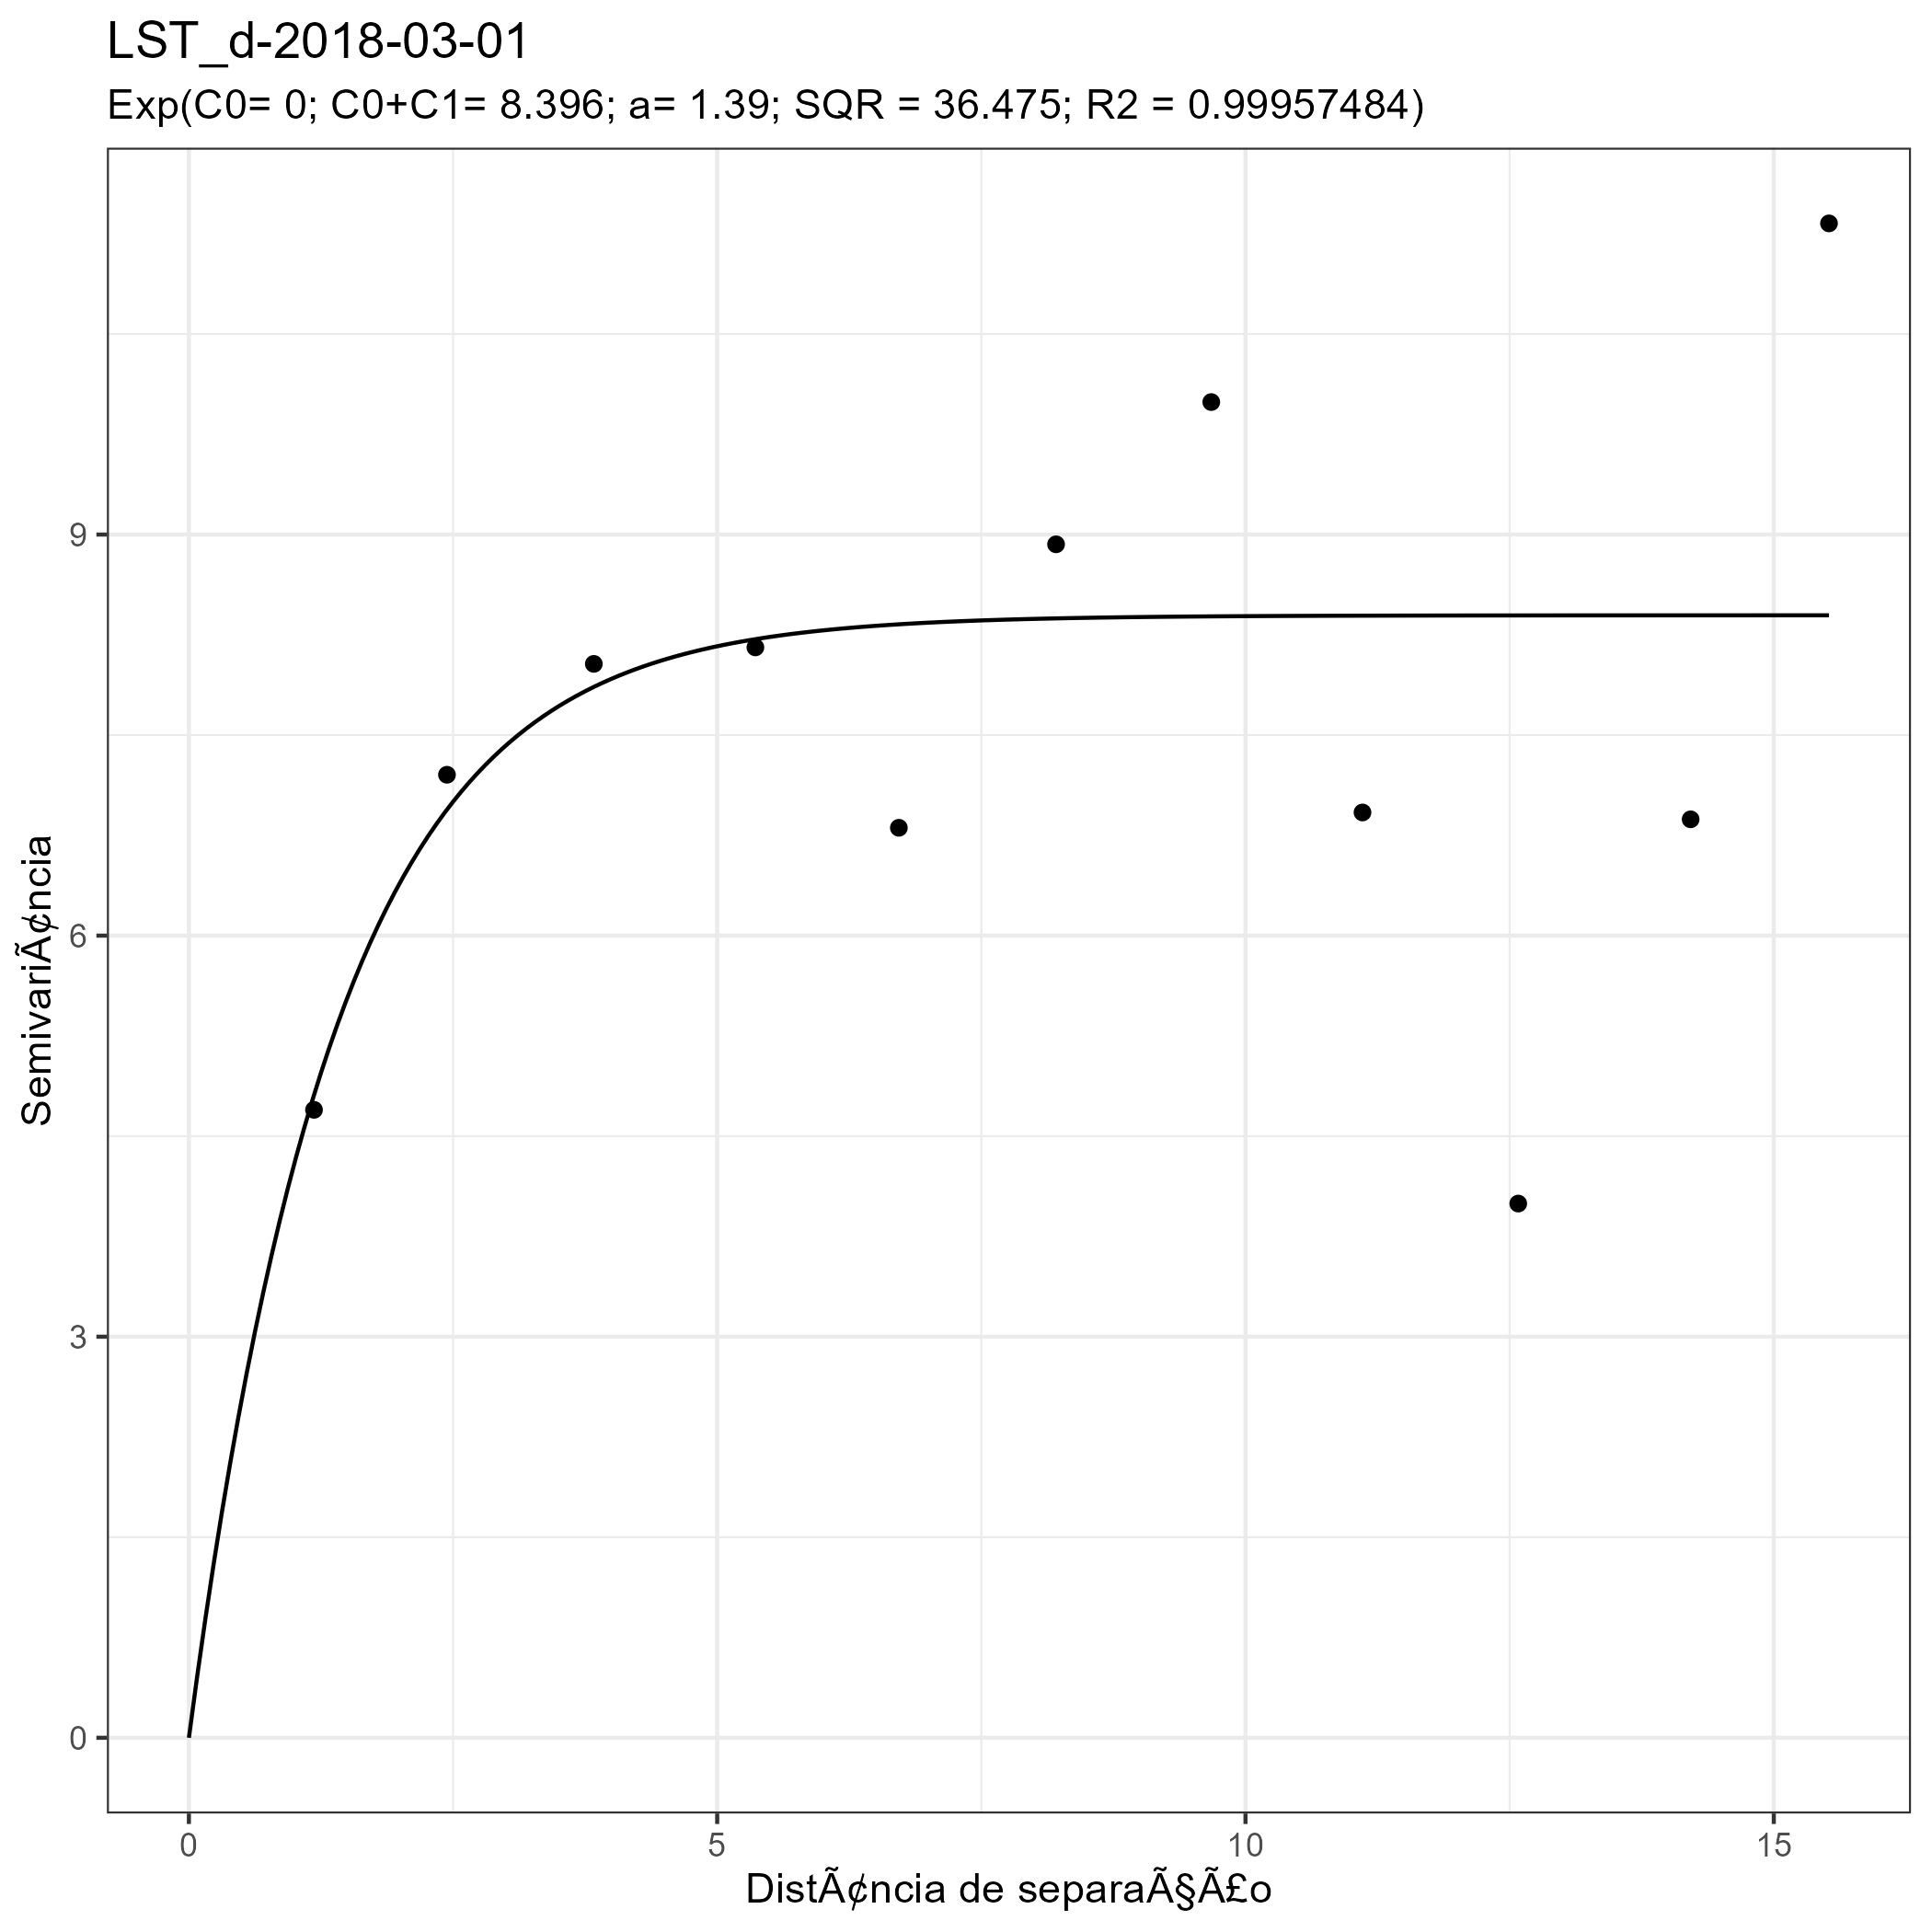 LST_d-2018-03-01
Exp(C0= 0; C0+C1= 8.396; a= 1.39; SQR = 36.475; R2 = 0.99957484)
SemivariÃ¢ncia
9
6
3
0
0 5 10 15
DistÃ¢ncia de separaÃ§Ã£o